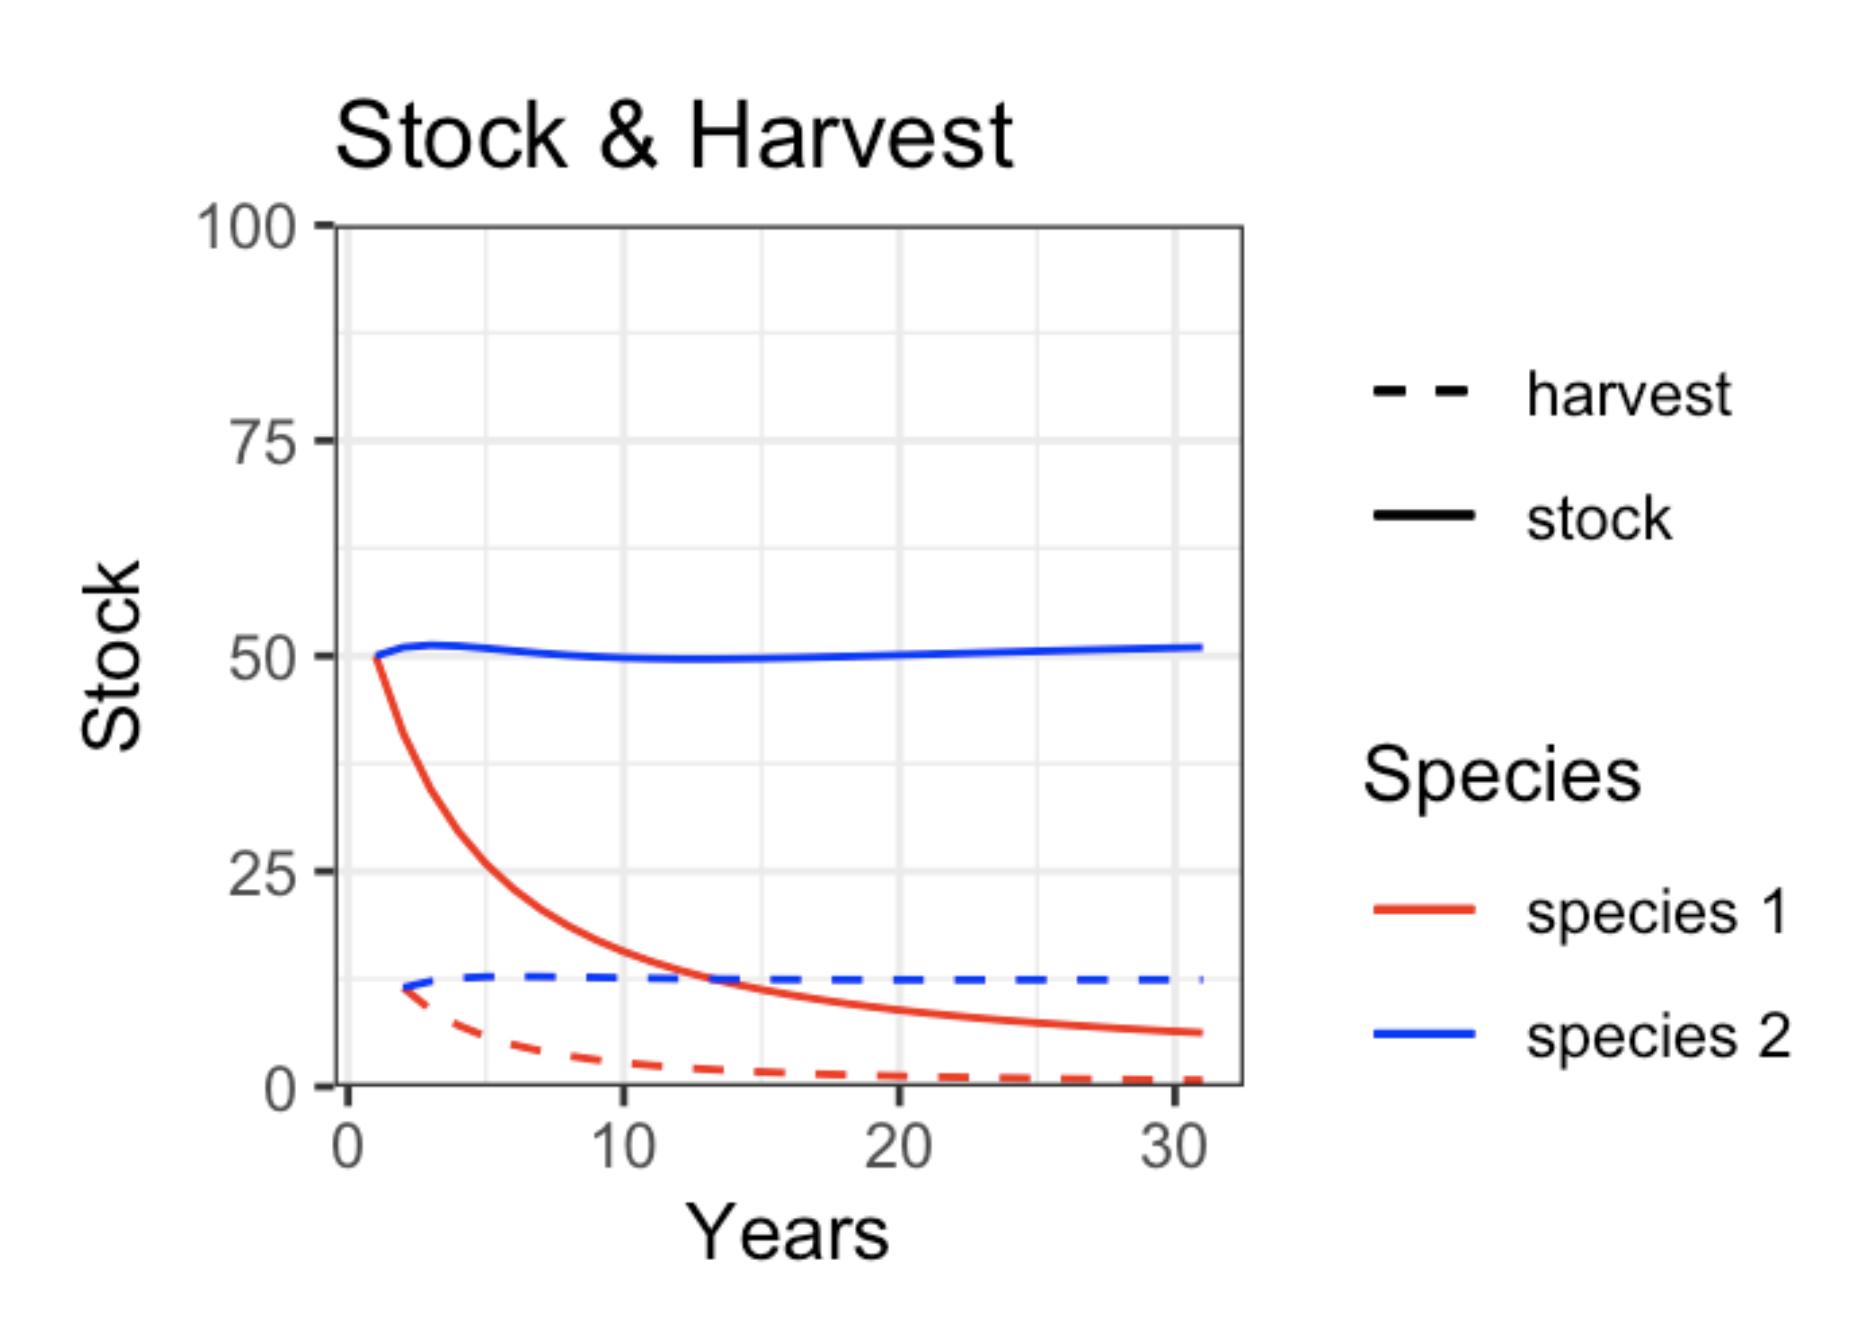 Stock & Harvest
100
75
50
25
0
Stock
0 10 20 30
Years
harvest
stock
Species
species 1
species 2